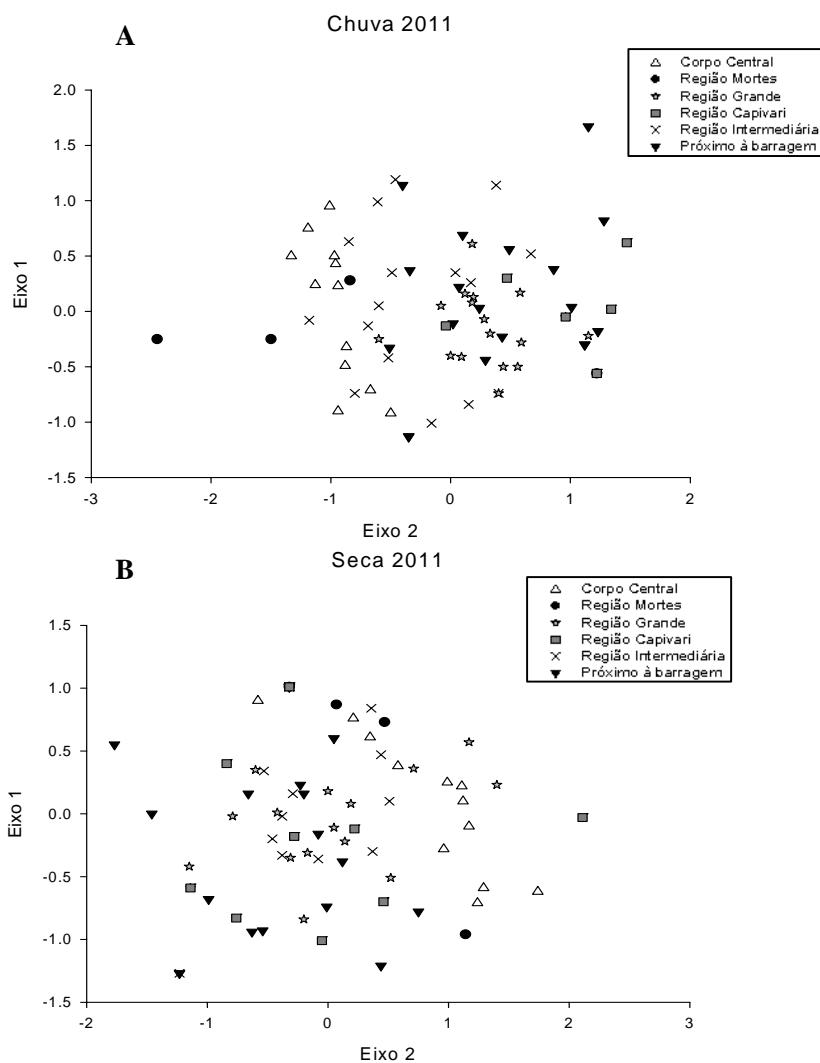 A
Chuva 2011
Corpo Central
Região Mortes
Região Grande
Região Capivari
Região Intermediária
Próximo à barragem
2.0
1.5
1.0
0.5
0.0
-0.5
-1.0
-1.5
Eixo 1
-3
-2
-1
0
1
2
Eixo 2
B
Seca 2011
Corpo Central
Região Mortes
Região Grande
Região Capivari
Região Intermediária
Próximo à barragem
1.5
1.0
0.5
0.0
-0.5
-1.0
-1.5
Eixo 1
-2
-1
0
1
2
3
Eixo 2